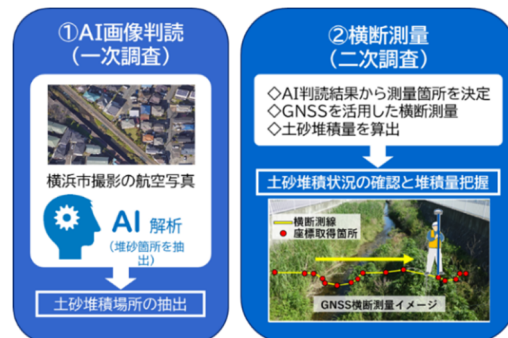 ①AI画像判読
（一次調査）
横浜市撮影の航空写真
AI 解析
（堆砂箇所を抽
出）
土砂堆積場所の抽出
②横断測量
（二次調査）
◇AI判読結果から測量箇所を決定
◇GNSSを活用した横断測量
◇土砂堆積量を算出
土砂堆積状況の確認と堆積量把握
横断測線
座標取得箇所
GNSS横断測量イメージ